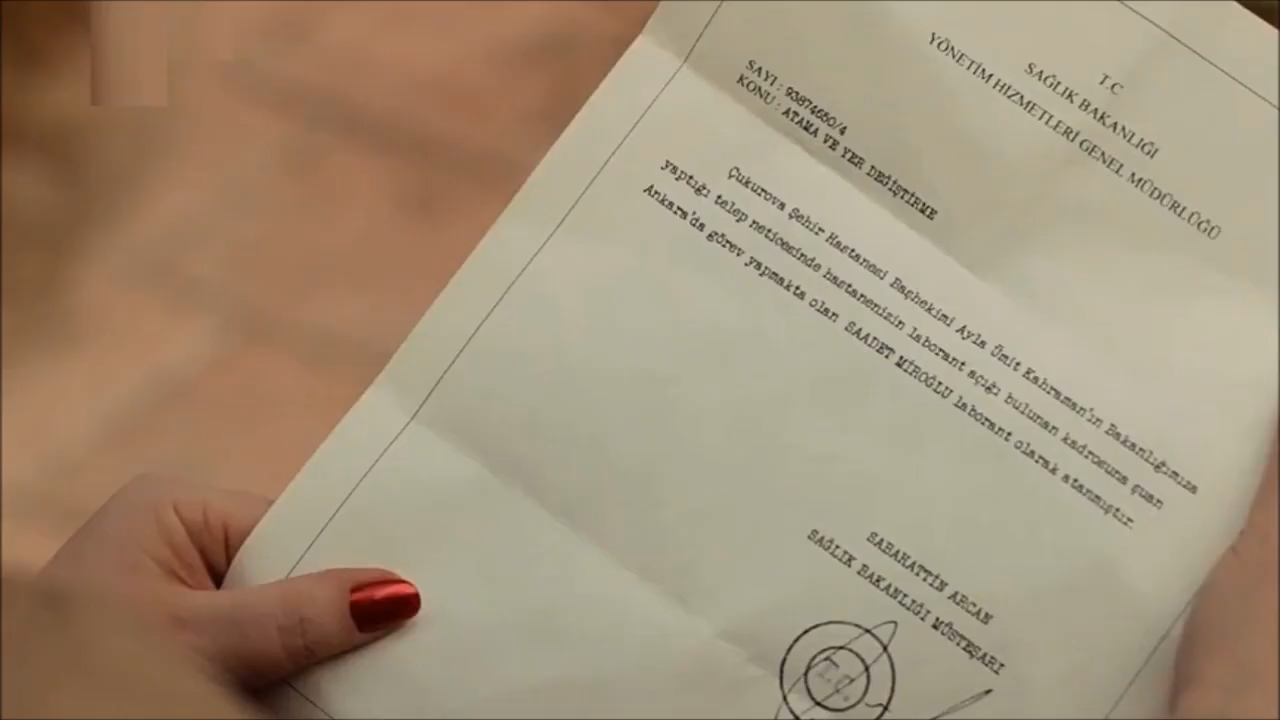 T.C
SAĞLIK BAKANLIĞI
YÖNETİM HİZMETLERİ GENEL MÜDÜRLÜĞÜ
SAYI : 93874650/4
KONU : ATAMA VE YER DEĞİŞTİRME
Çukurova Şehir Hastanesi Başhekimi Ayla Ümit Kahraman'ın Bakanlığımıza
yaptığı telep neticesinde hastanenizin laborant açığı bulunan kadrosuna şuan
Ankara'da görev yapmakta olan SAADET MİROĞLU laborant olarak atanmıştır.
SABAHATTİN ARCAN
SAĞLIK BAKANLIĞI MÜSTEŞARI
T.C.